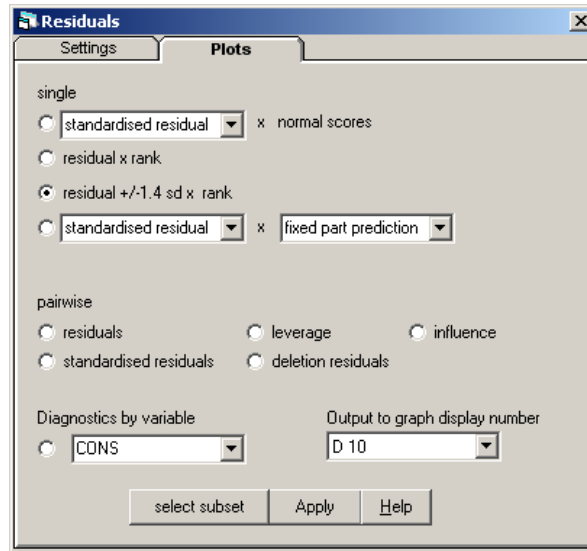 Residuals
Settings Plots
single
standardised residual x normal scores
residual x rank
residual +/-1.4 sd x rank
standardised residual x fixed part prediction
pairwise
residuals leverage influence
standardised residuals deletion residuals
Diagnostics by variable Output to graph display number
CONS D 10
select subset Apply Help